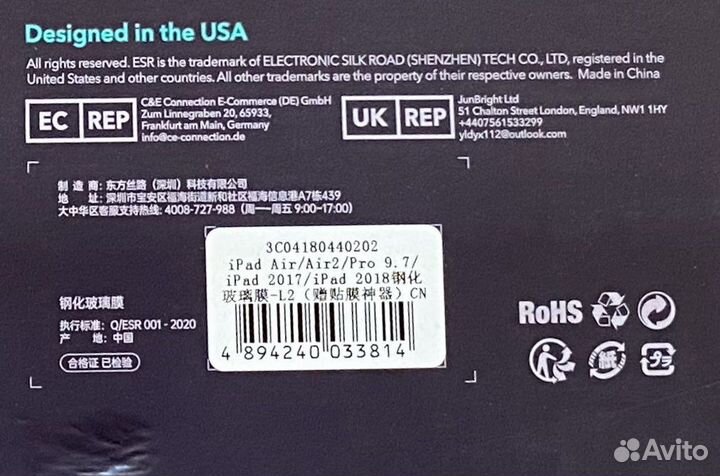 Designed in the USA
All rights reserved. ESR is the trademark of ELECTRONIC SILK ROAD (SHENZHEN) TECH CO., LTD, registered in the
United States and other countries. All other trademarks are the property of their respective owners. Made in China
EC REP
C&E Connection E-Commerce (DE) GmbH
Zum Linnegraben 20, 65933,
Frankfurt am Main, Germany
info@ce-connection.de
UK REP
JunBright Ltd
51 Chalton Street London, England, NW1 1HY
+4407561533299
yldyx112@outlook.com
制 造 商: 东方丝路（深圳）科技有限公司
地 址: 深圳市宝安区福海街道新和社区福海信息港A7栋439
大中华区客服支持热线: 4008-727-988（周一一周五 9:00-17:00）
3C04180440202
iPad Air/Air2/Pro 9.7/
iPad 2017/iPad 2018钢化
玻璃膜-L2（赠贴膜神器）CN
4 894240 033814
钢化玻璃膜
执行标准: Q/ESR 001 - 2020
产 地: 中国
合格证 已检验
RoHS
プラ
Avito